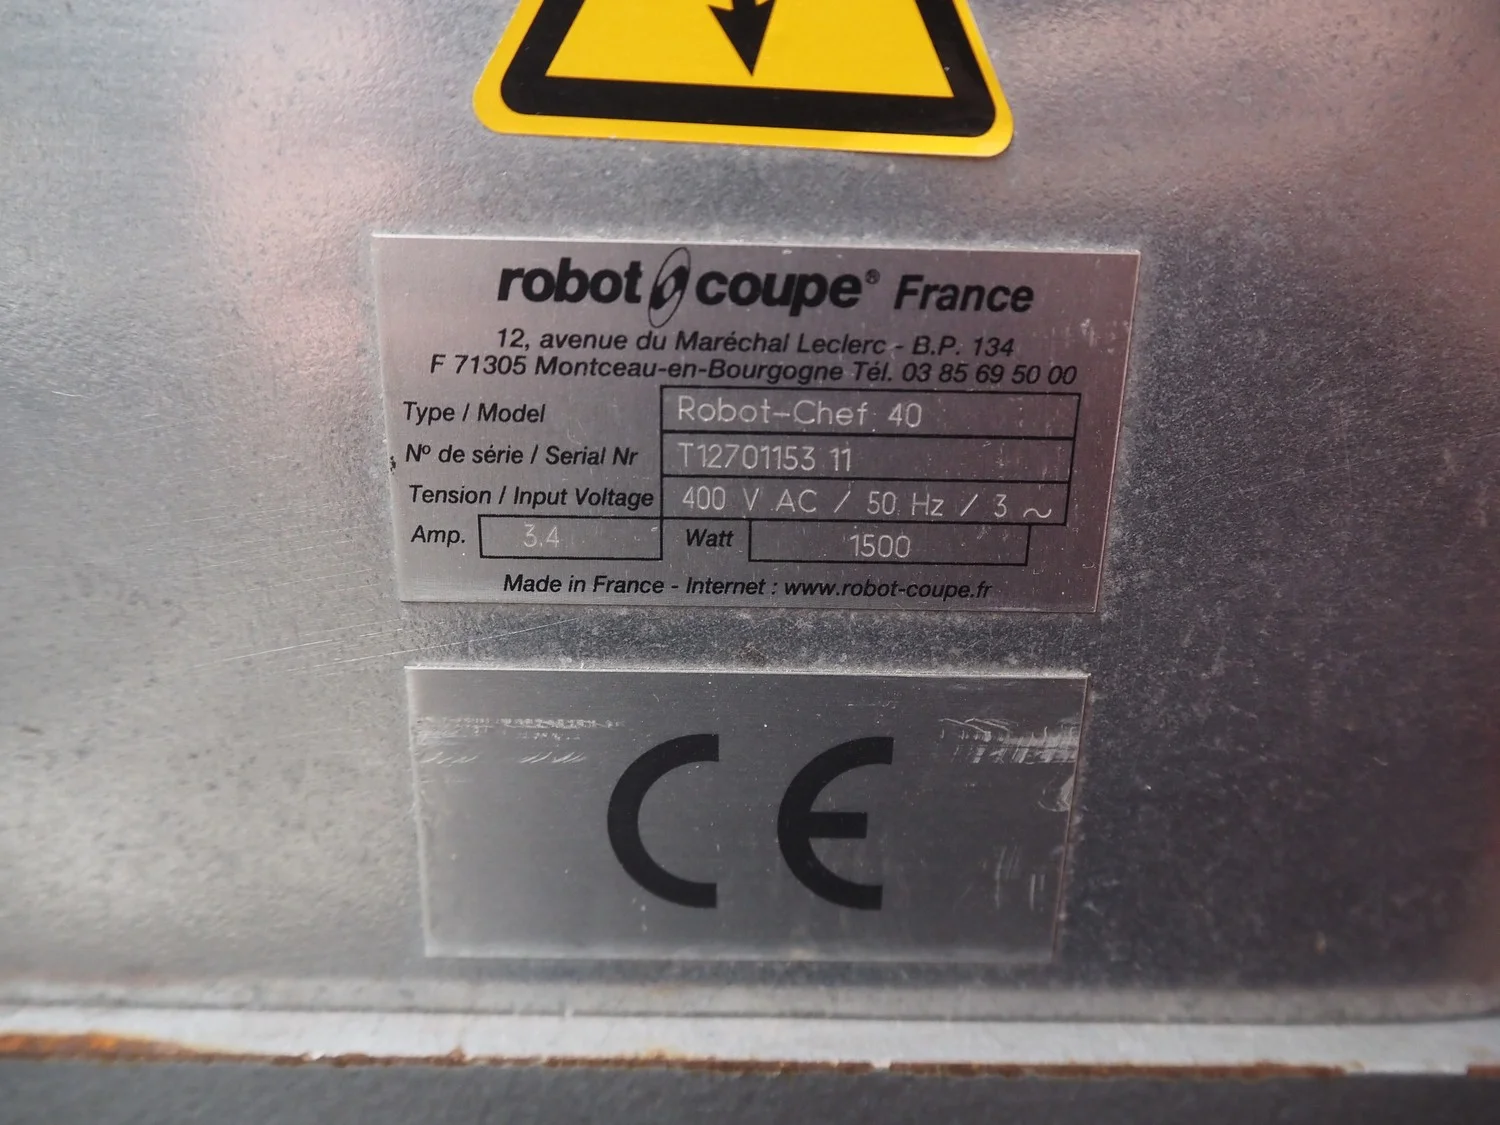 robot coupe® France
12, avenue du Maréchal Leclerc - B.P. 134
F 71305 Montceau-en-Bourgogne Tél. 03 85 69 50 00
Type / Model Robot-Chef 40
Nº de série / Serial Nr T12701153 11
Tension / Input Voltage 400 V AC / 50 Hz / 3 ~
Amp. 3.4 Watt 1500
Made in France - Internet : www.robot-coupe.fr
CE